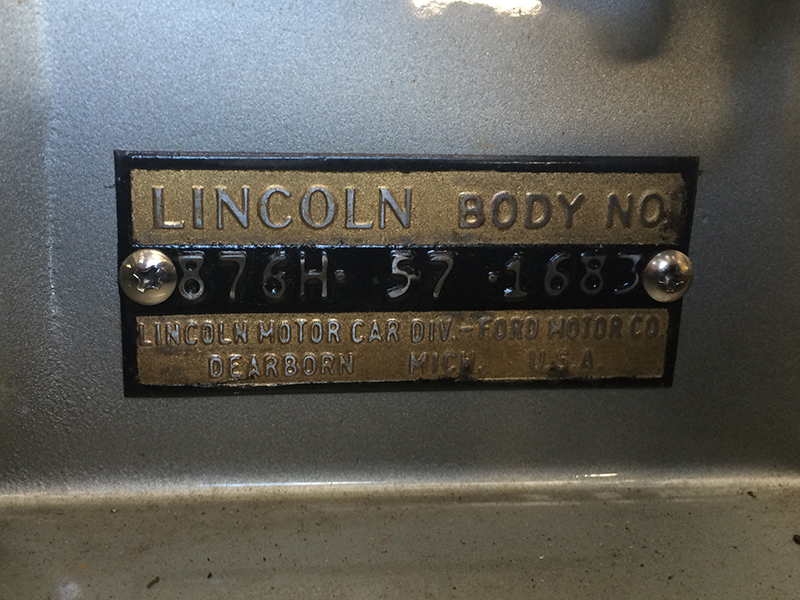 LINCOLN BODY NO.
876H· 57 ·1683
LINCOLN MOTOR CAR DIV.-FORD MOTOR CO.
DEARBORN MICH. U.S.A.